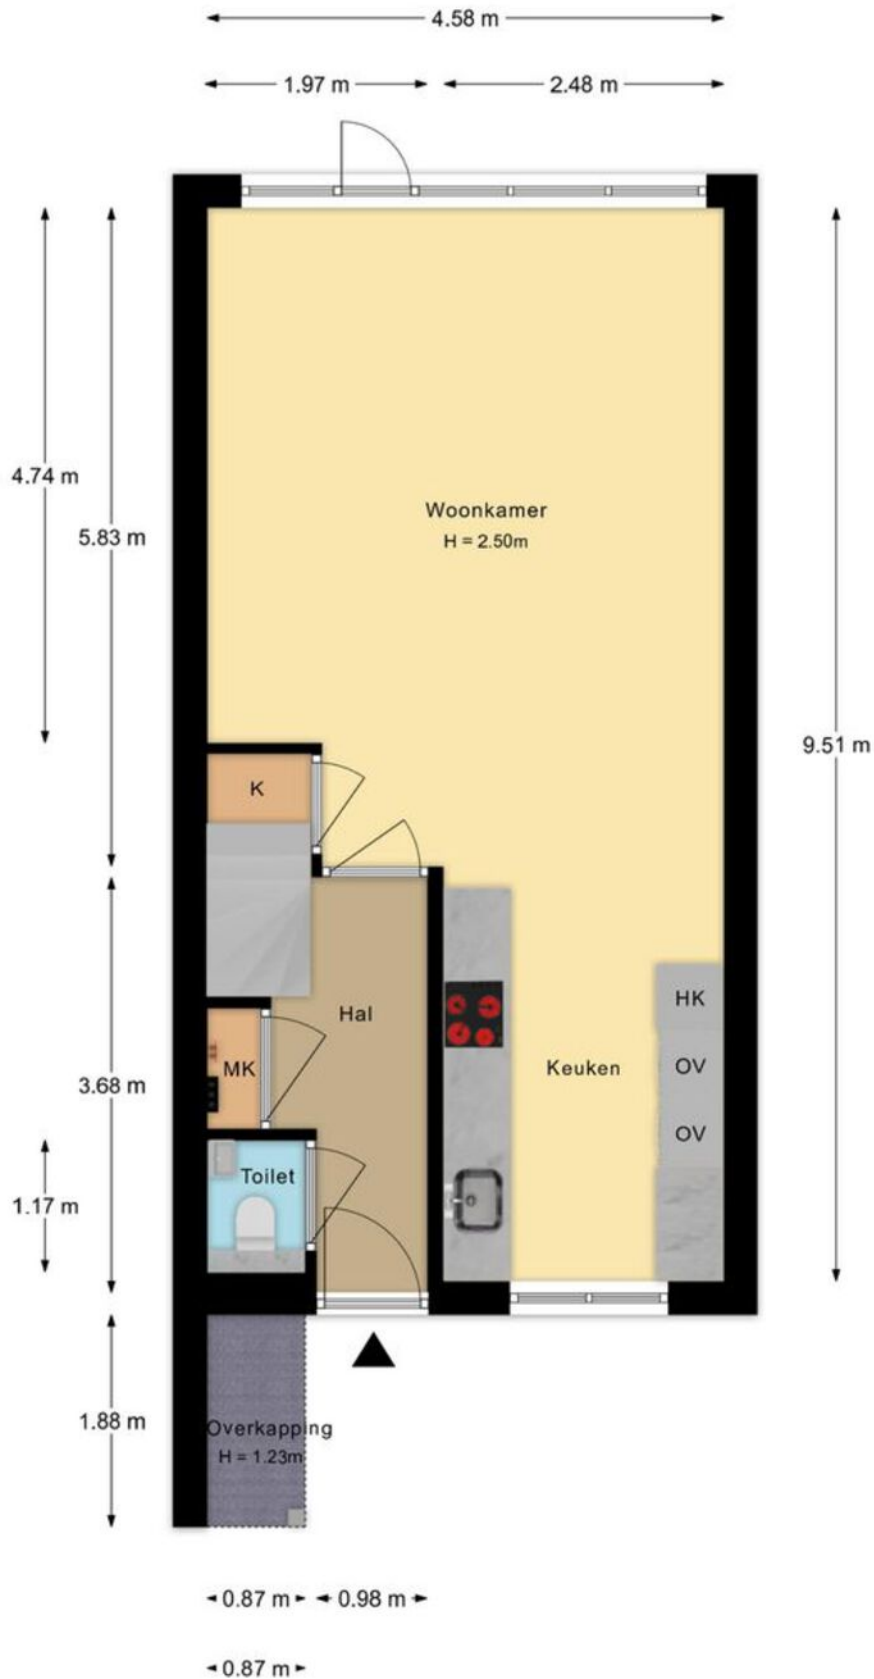 4.58 m
1.97 m
2.48 m
4.74 m
5.83 m
Woonkamer
H = 2.50m
9.51 m
K
HK
Hal
MK
Keuken
OV
3.68 m
OV
Toilet
1.17 m
1.88 m
Overkapping
H = 1.23m
0.87 m
0.98 m
0.87 m